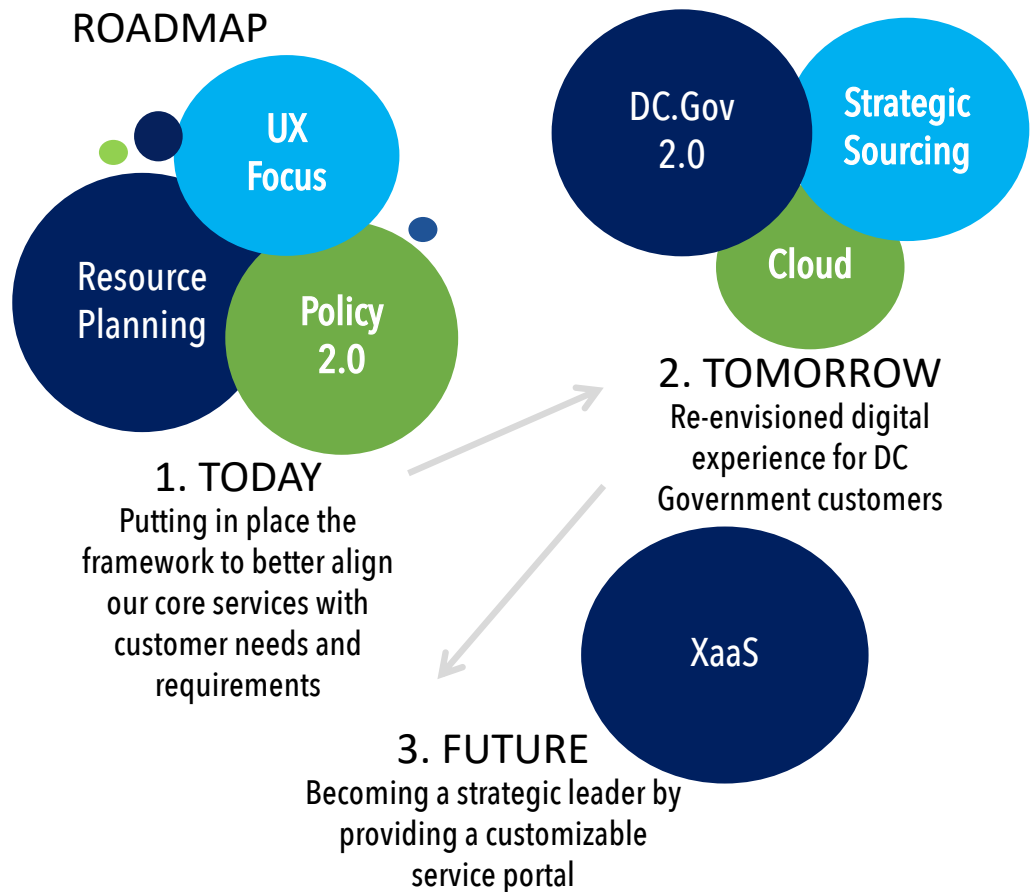 ROADMAP
UX
Focus
Resource
Planning
Policy
2.0
1. TODAY
Putting in place the
framework to better align
our core services with
customer needs and
requirements
DC.Gov
2.0
Strategic
Sourcing
Cloud
2. TOMORROW
Re-envisioned digital
experience for DC
Government customers
XaaS
3. FUTURE
Becoming a strategic leader by
providing a customizable
service portal